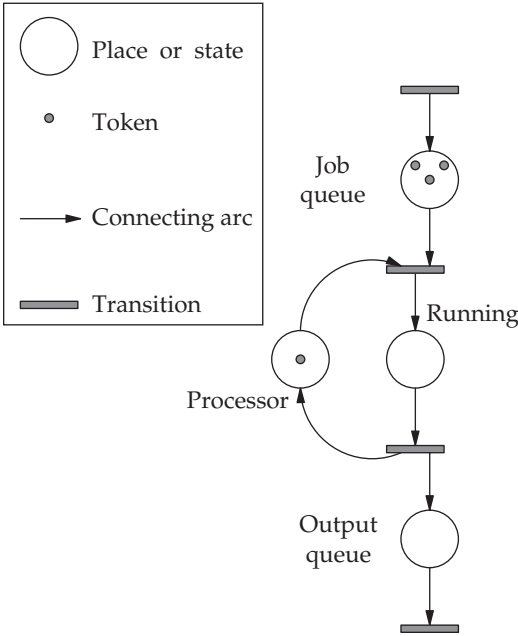 Place or state
Token
Connecting arc
Transition
Job
queue
Running
Processor
Output
queue